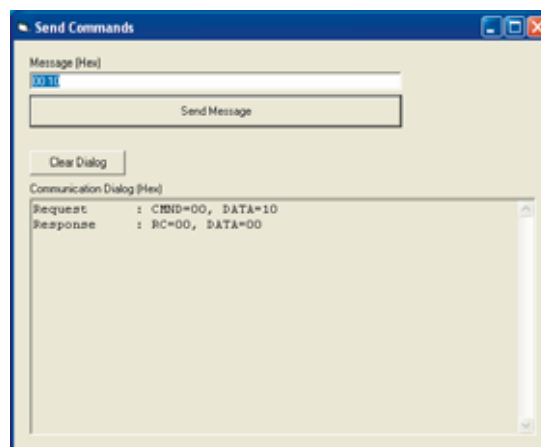 Send Commands
Message (Hex)
00 10
Send Message
Clear Dialog
Communication Dialog (Hex)
Request : CMND=00, DATA=10
Response : RC=00, DATA=00